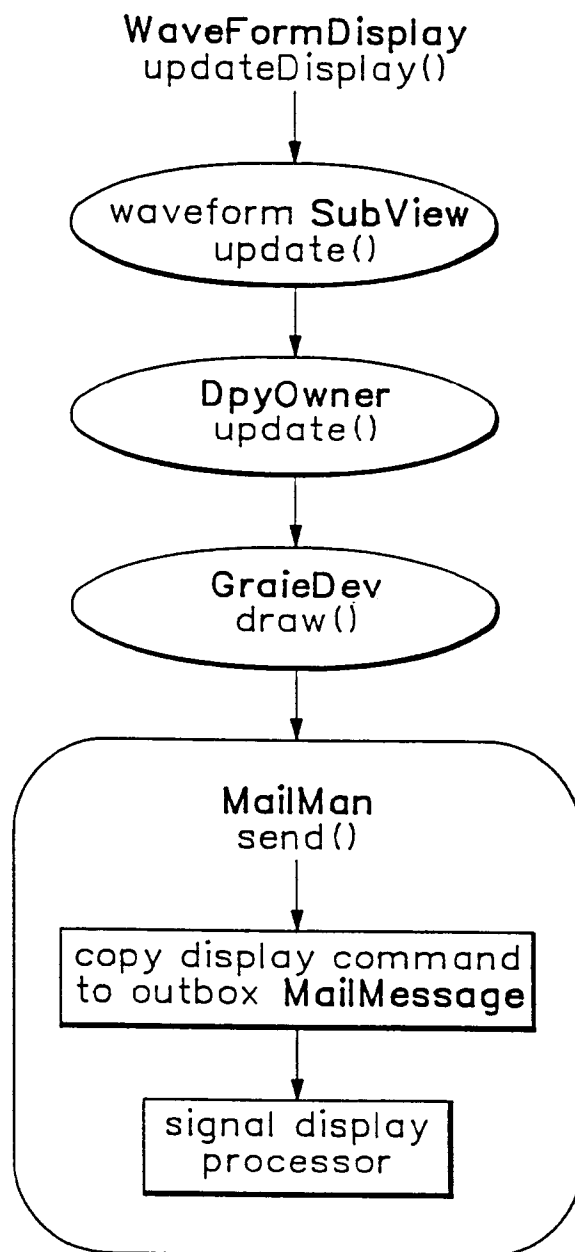 WaveFormDisplay
updateDisplay()
waveform SubView
update()
DpyOwner
update()
GraieDev
draw()
MailMan
send()
copy display command
to outbox MailMessage
signal display
processor